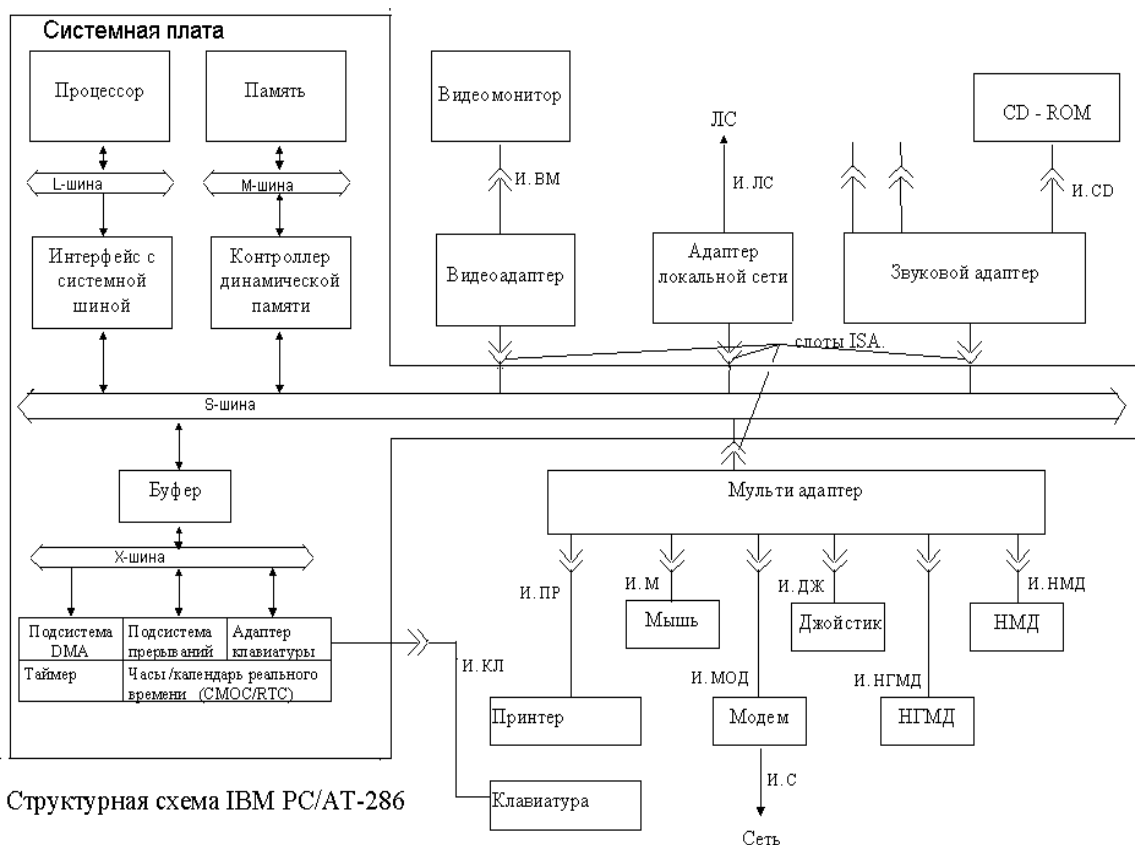 Системная плата
Процессор
Память
Видеомонитор
ЛС
CD - ROM
L-шина
M-шина
И. ВМ
И. ЛС
И. CD
Интерфейс с
системной
шиной
Контроллер
динамической
памяти
Видеоадаптер
Адаптер
локальной сети
Звуковой адаптер
слоты ISA.
S-шина
Буфер
Мульти адаптер
X-шина
И. ПР
И. М
И. ДЖ
И. НМД
Мышь
Джойстик
НМД
Подсистема
DMA
Подсистема
прерываний
Адаптер
клавиатуры
Таймер
Часы/календарь реального
времени (СМОС/RTC)
И. КЛ
И. МОД
И. НГМД
Принтер
Модем
НГМД
И. С
Клавиатура
Сеть
Структурная схема IBM PC/AT-286